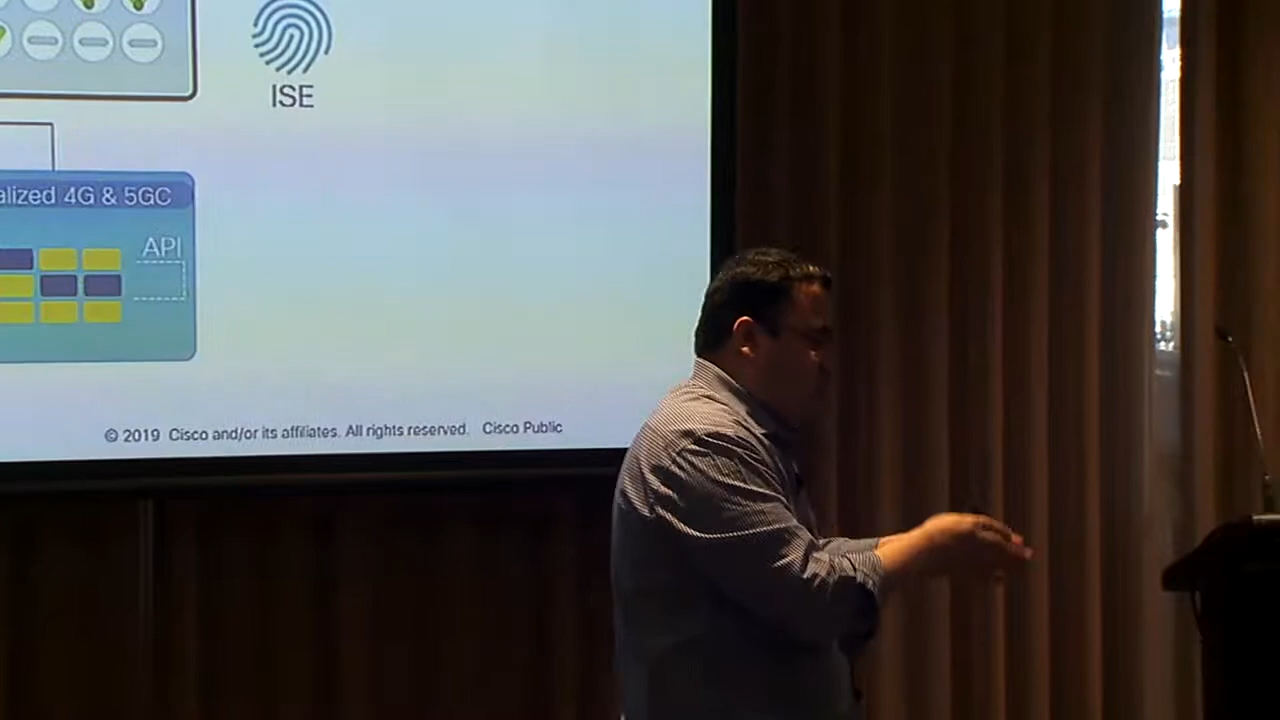 ISE
alized 4G & 5GC
API
© 2019 Cisco and/or its affiliates. All rights reserved. Cisco Public